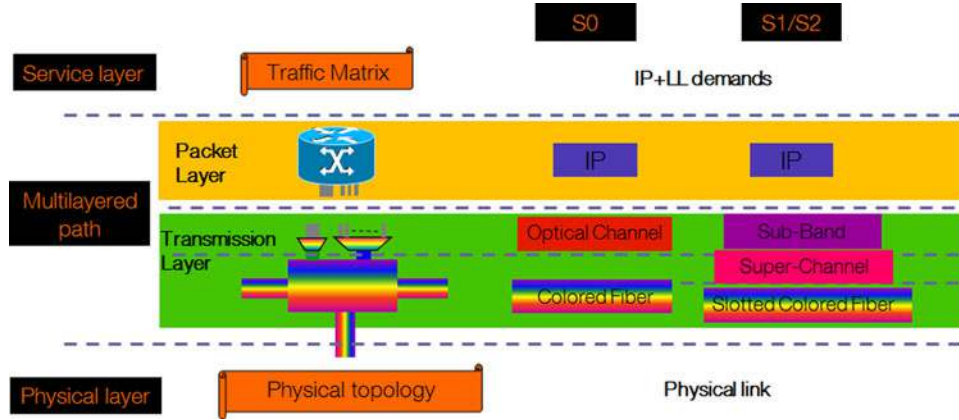 S0
S1/S2
Service layer
Traffic Matrix
IP+LL demands
Packet
Layer
IP
IP
Multilayered
path
Transmission
Layer
Optical Channel
Sub-Band
Super-Channel
Colored Fiber
Slotted Colored Fiber
Physical layer
Physical topology
Physical link